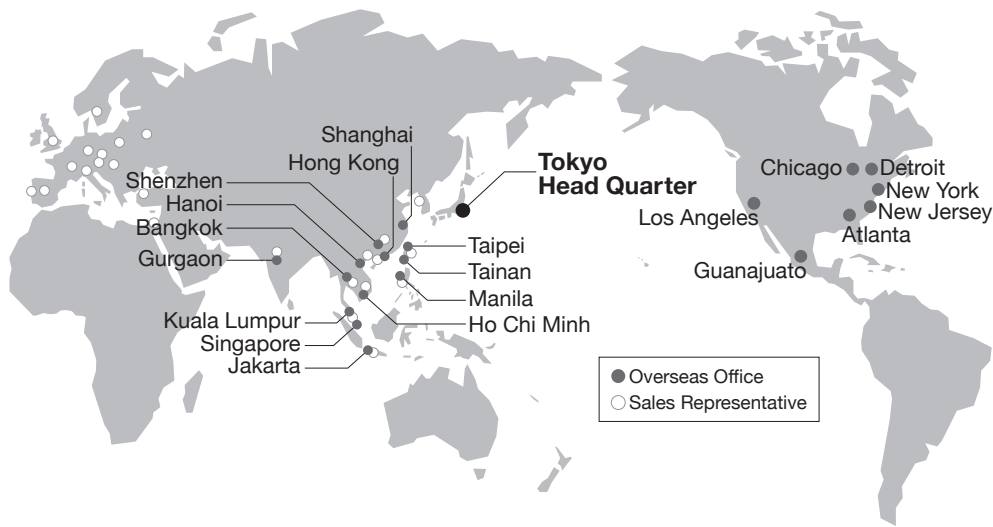 Shanghai
Hong Kong
Shenzhen
Hanoi
Bangkok
Gurgaon
Kuala Lumpur
Singapore
Jakarta
Tokyo
Head Quarter
Taipei
Tainan
Manila
Ho Chi Minh
Chicago
Detroit
New York
New Jersey
Los Angeles
Atlanta
Guanajuato
Overseas Office
Sales Representative